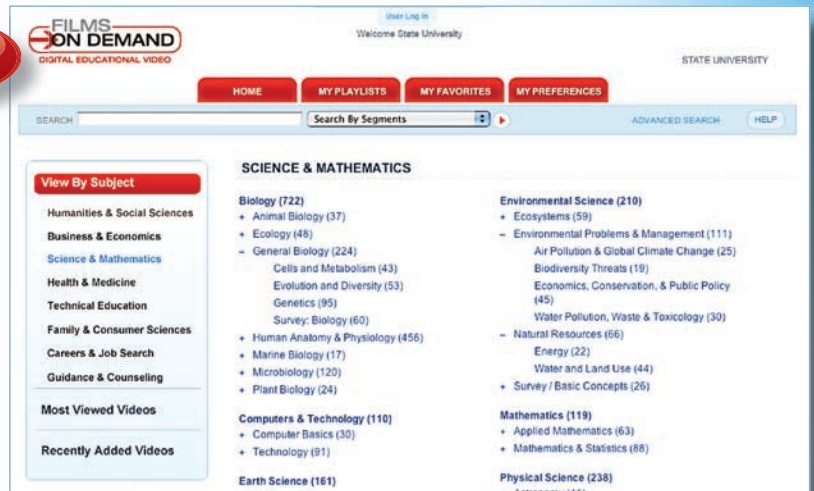 User Log In
FILMS
ON DEMAND
DIGITAL EDUCATIONAL VIDEO
Welcome State University
STATE UNIVERSITY
HOME
MY PLAYLISTS
MY FAVORITES
MY PREFERENCES
SEARCH
Search By Segments
ADVANCED SEARCH
HELP
View By Subject
Humanities & Social Sciences
Business & Economics
Science & Mathematics
Health & Medicine
Technical Education
Family & Consumer Sciences
Careers & Job Search
Guidance & Counseling
Most Viewed Videos
Recently Added Videos
SCIENCE & MATHEMATICS
Biology (722)
+ Animal Biology (37)
+ Ecology (48)
– General Biology (224)
Cells and Metabolism (43)
Evolution and Diversity (53)
Genetics (95)
Survey: Biology (60)
+ Human Anatomy & Physiology (456)
+ Marine Biology (17)
+ Microbiology (120)
+ Plant Biology (24)
Computers & Technology (110)
+ Computer Basics (30)
+ Technology (91)
Earth Science (161)
Environmental Science (210)
+ Ecosystems (59)
– Environmental Problems & Management (111)
Air Pollution & Global Climate Change (25)
Biodiversity Threats (19)
Economics, Conservation, & Public Policy
(45)
Water Pollution, Waste & Toxicology (30)
– Natural Resources (66)
Energy (22)
Water and Land Use (44)
+ Survey / Basic Concepts (26)
Mathematics (119)
+ Applied Mathematics (63)
+ Mathematics & Statistics (88)
Physical Science (238)